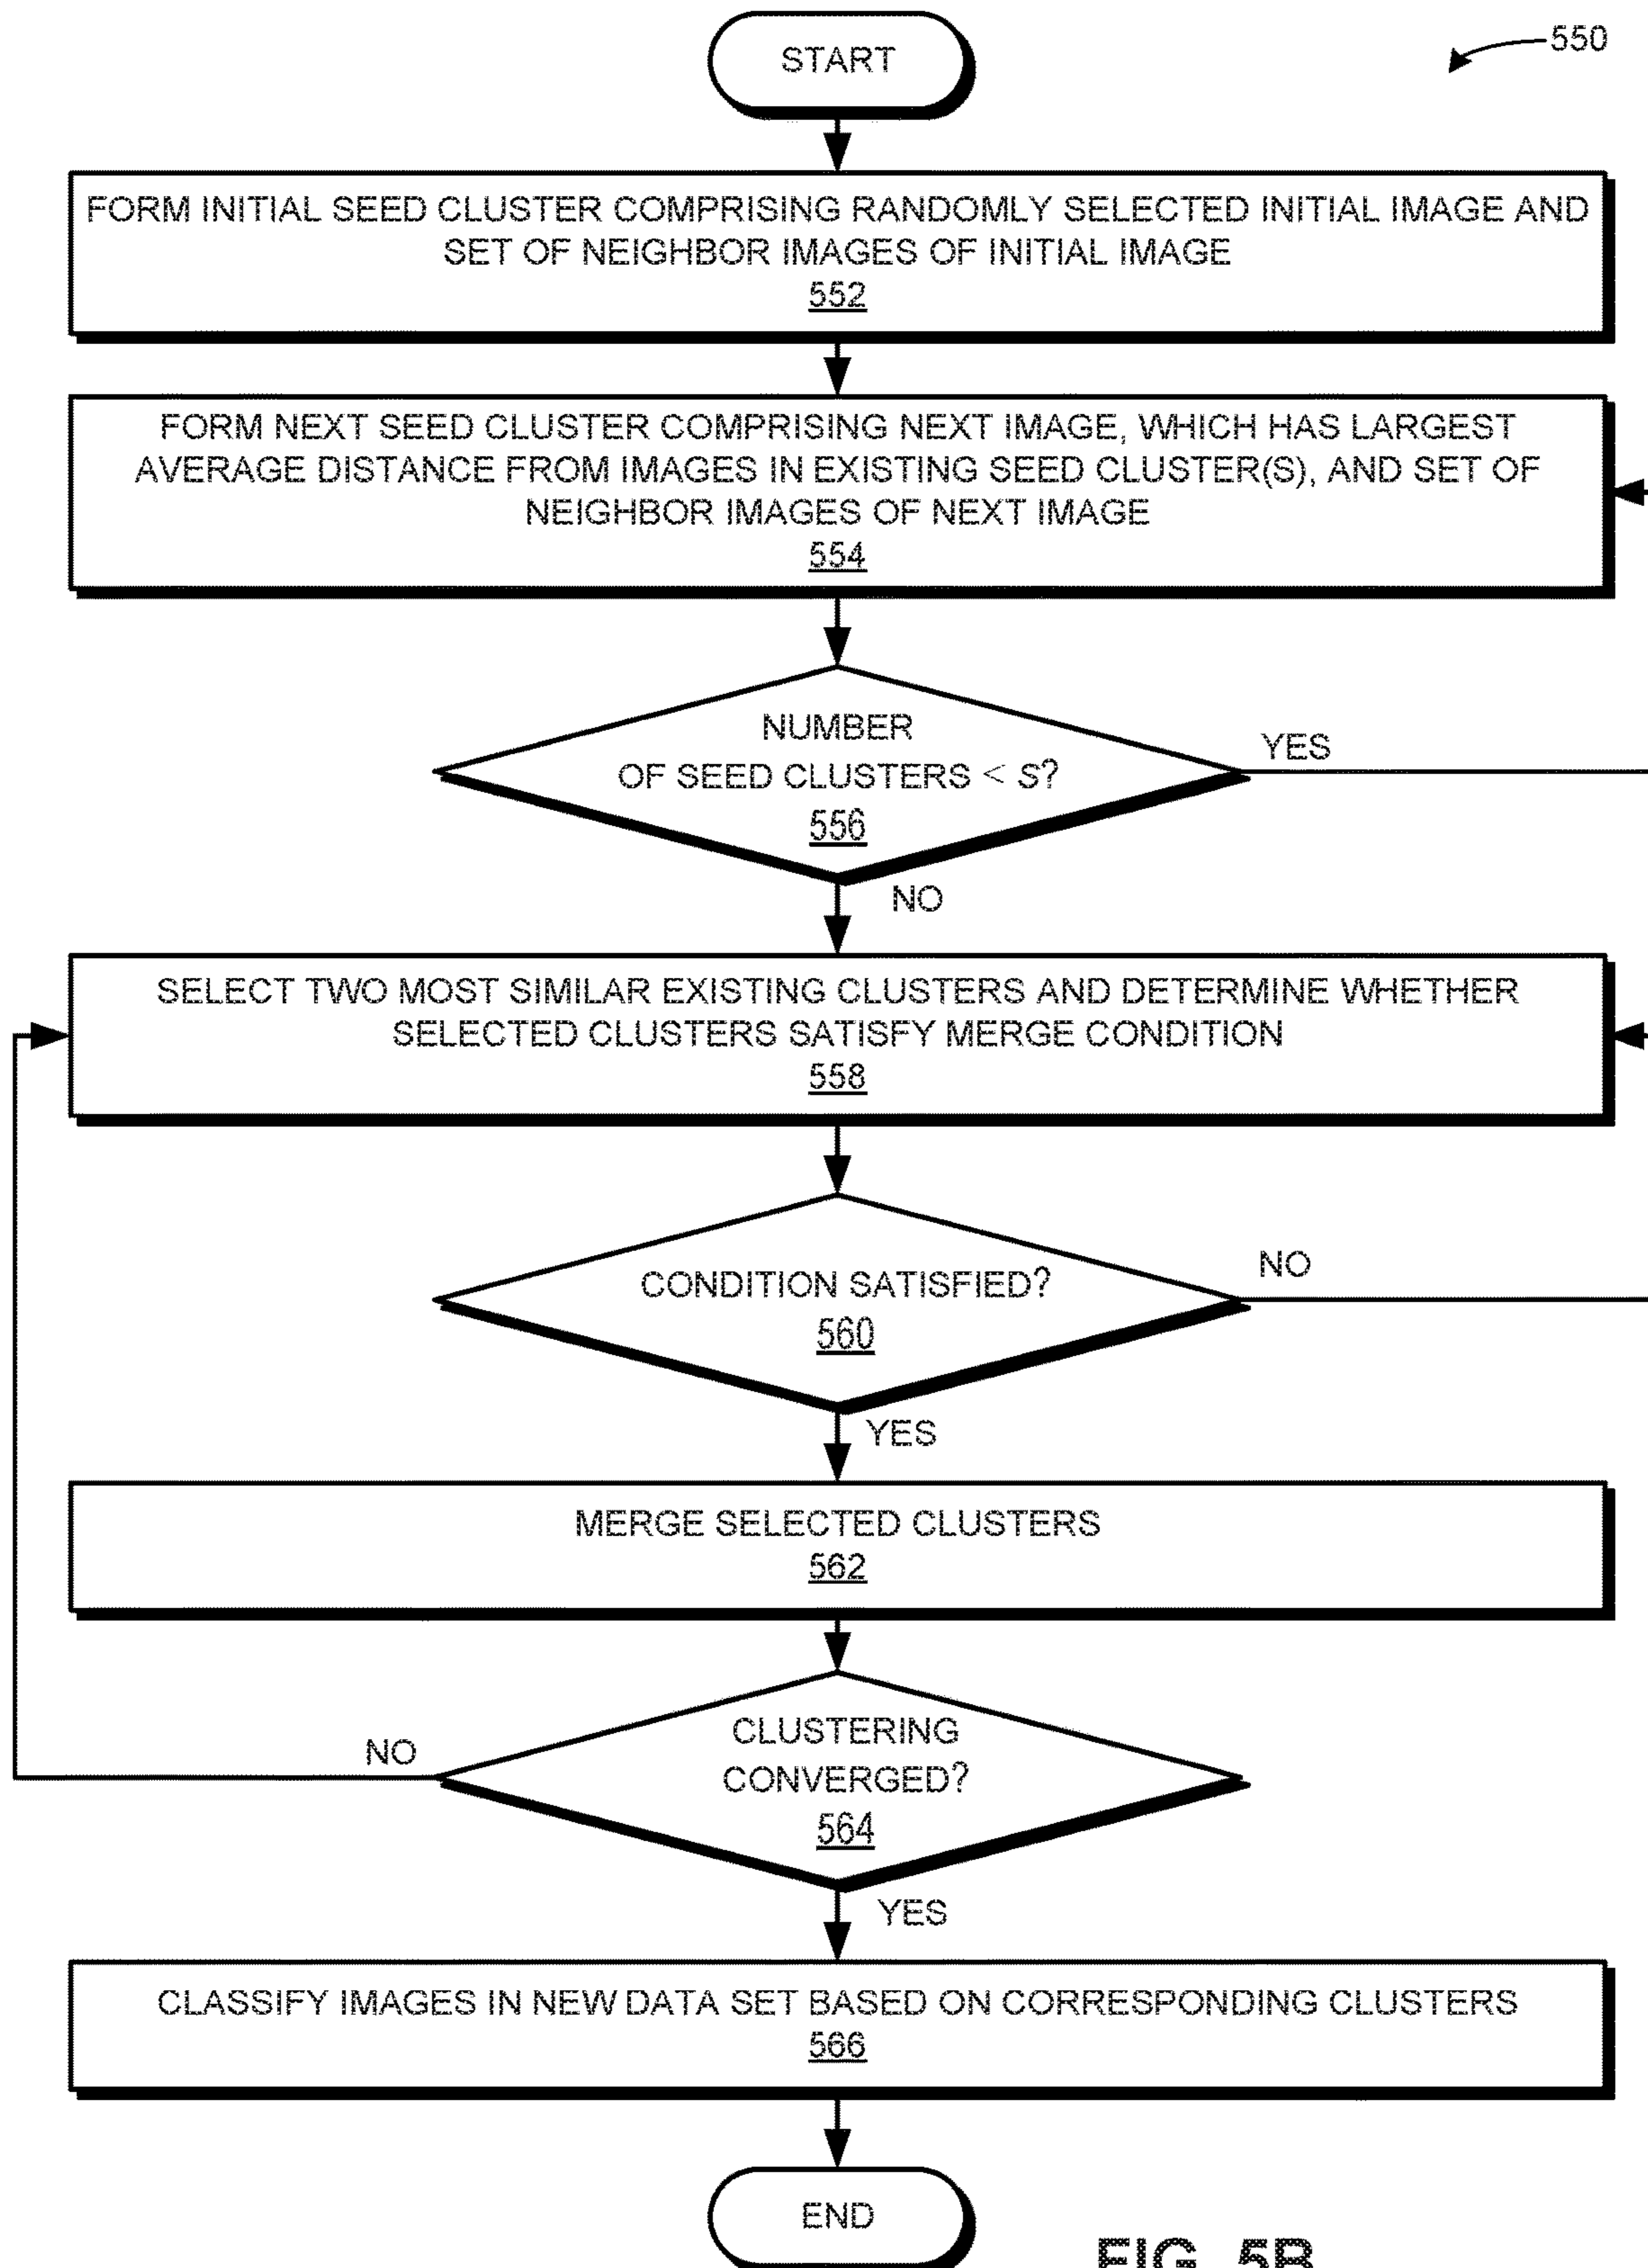 START
550
FORM INITIAL SEED CLUSTER COMPRISING RANDOMLY SELECTED INITIAL IMAGE AND
SET OF NEIGHBOR IMAGES OF INITIAL IMAGE
552
FORM NEXT SEED CLUSTER COMPRISING NEXT IMAGE, WHICH HAS LARGEST
AVERAGE DISTANCE FROM IMAGES IN EXISTING SEED CLUSTER(S), AND SET OF
NEIGHBOR IMAGES OF NEXT IMAGE
554
NUMBER
OF SEED CLUSTERS < S?
556
YES
NO
SELECT TWO MOST SIMILAR EXISTING CLUSTERS AND DETERMINE WHETHER
SELECTED CLUSTERS SATISFY MERGE CONDITION
558
CONDITION SATISFIED?
560
NO
YES
MERGE SELECTED CLUSTERS
562
CLUSTERING
CONVERGED?
564
NO
YES
CLASSIFY IMAGES IN NEW DATA SET BASED ON CORRESPONDING CLUSTERS
566
END
FIG. 5B